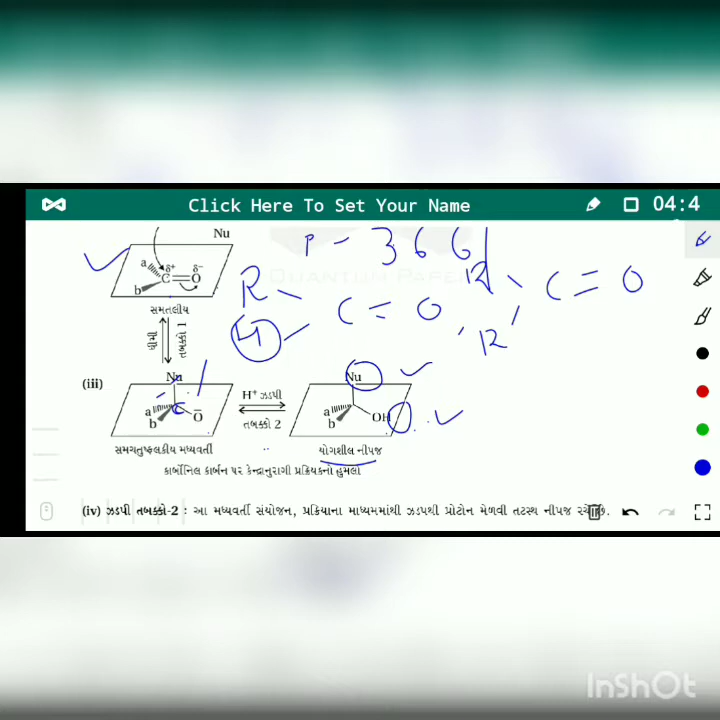 Click Here To Set Your Name
04:4
Nu
P - 366
QUANTUM PAPER
a C=O δ+ δ-
b
R
C = O
H
R
C = O
R
સમતલીય
ધીમી
તબક્કો 1
(iii)
Nu
a
b
C
Ō
H⁺ ઝડપી
તબક્કો 2
Nu
a
b
OH
સમચતુષ્ફલકીય મધ્યવર્તી
યોગશીલ નીપજ
કાર્બોનિલ કાર્બન પર કેન્દ્રાનુરાગી પ્રક્રિયકનો હુમલો
(iv) ઝડપી તબક્કો-2 : આ મધ્યવર્તી સંયોજન, પ્રક્રિયાના માધ્યમમાંથી ઝડપથી પ્રોટોન મેળવી તટસ્થ નીપજ રચે છે.
InShOt